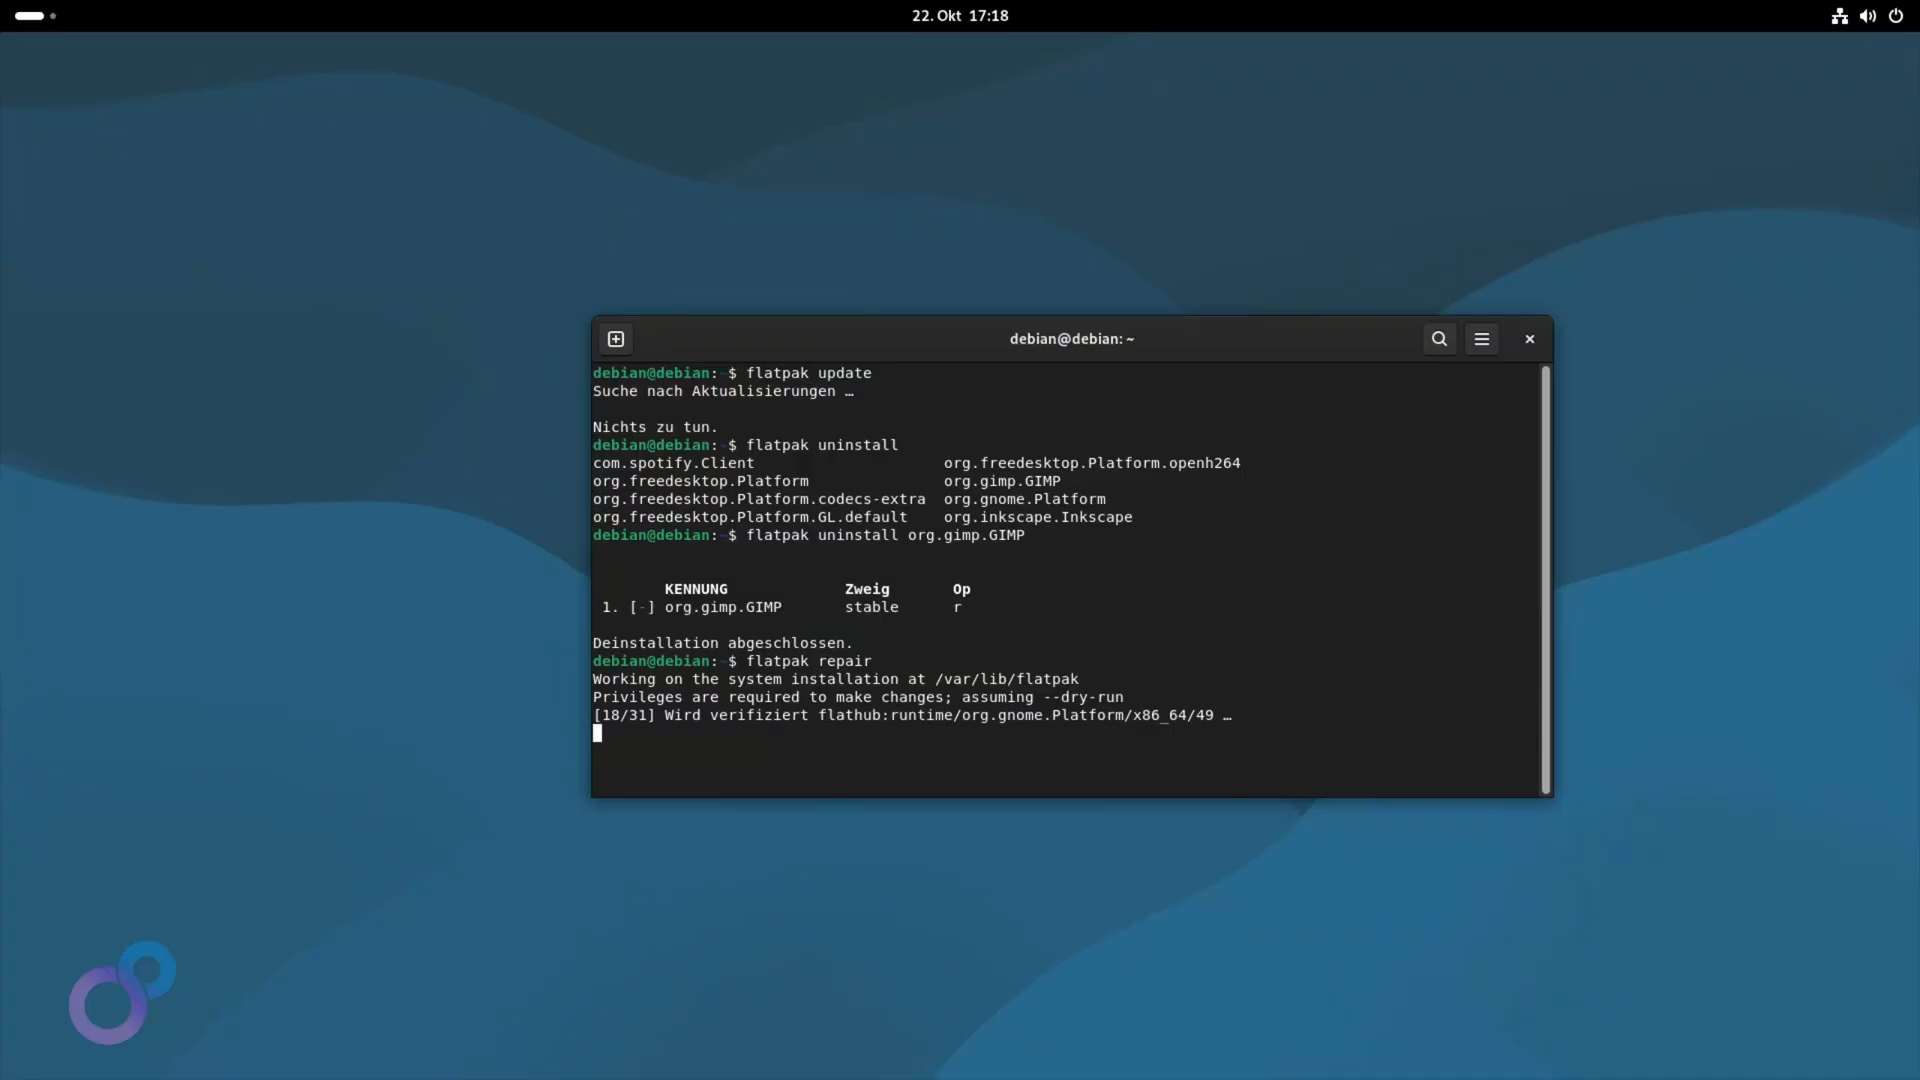 22. Okt 17:18
debian@debian: ~
debian@debian:~$ flatpak update
Suche nach Aktualisierungen …
Nichts zu tun.
debian@debian:~$ flatpak uninstall
com.spotify.Client org.freedesktop.Platform.openh264
org.freedesktop.Platform org.gimp.GIMP
org.freedesktop.Platform.codecs-extra org.gnome.Platform
org.freedesktop.Platform.GL.default org.inkscape.Inkscape
debian@debian:~$ flatpak uninstall org.gimp.GIMP
KENNUNG Zweig Op
1. [-] org.gimp.GIMP stable r
Deinstallation abgeschlossen.
debian@debian:~$ flatpak repair
Working on the system installation at /var/lib/flatpak
Privileges are required to make changes; assuming --dry-run
[18/31] Wird verifiziert flathub:runtime/org.gnome.Platform/x86_64/49 …